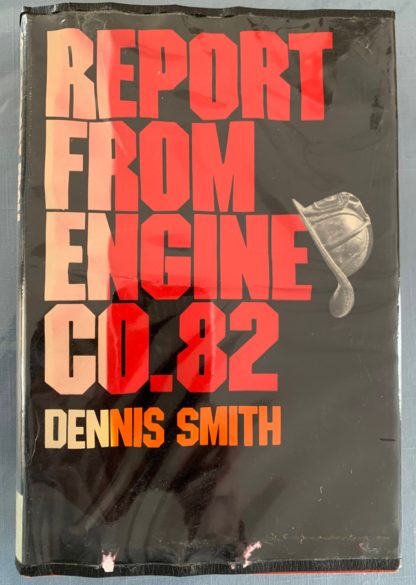 REPORT
FROM
ENGINE
CO.82
DENNIS SMITH